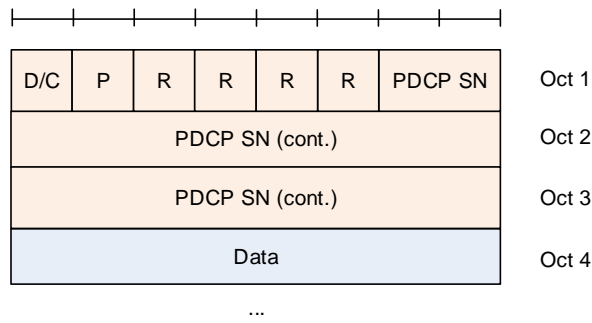 D/C P R R R R PDCP SN Oct 1
PDCP SN (cont.) Oct 2
PDCP SN (cont.) Oct 3
Data Oct 4
...